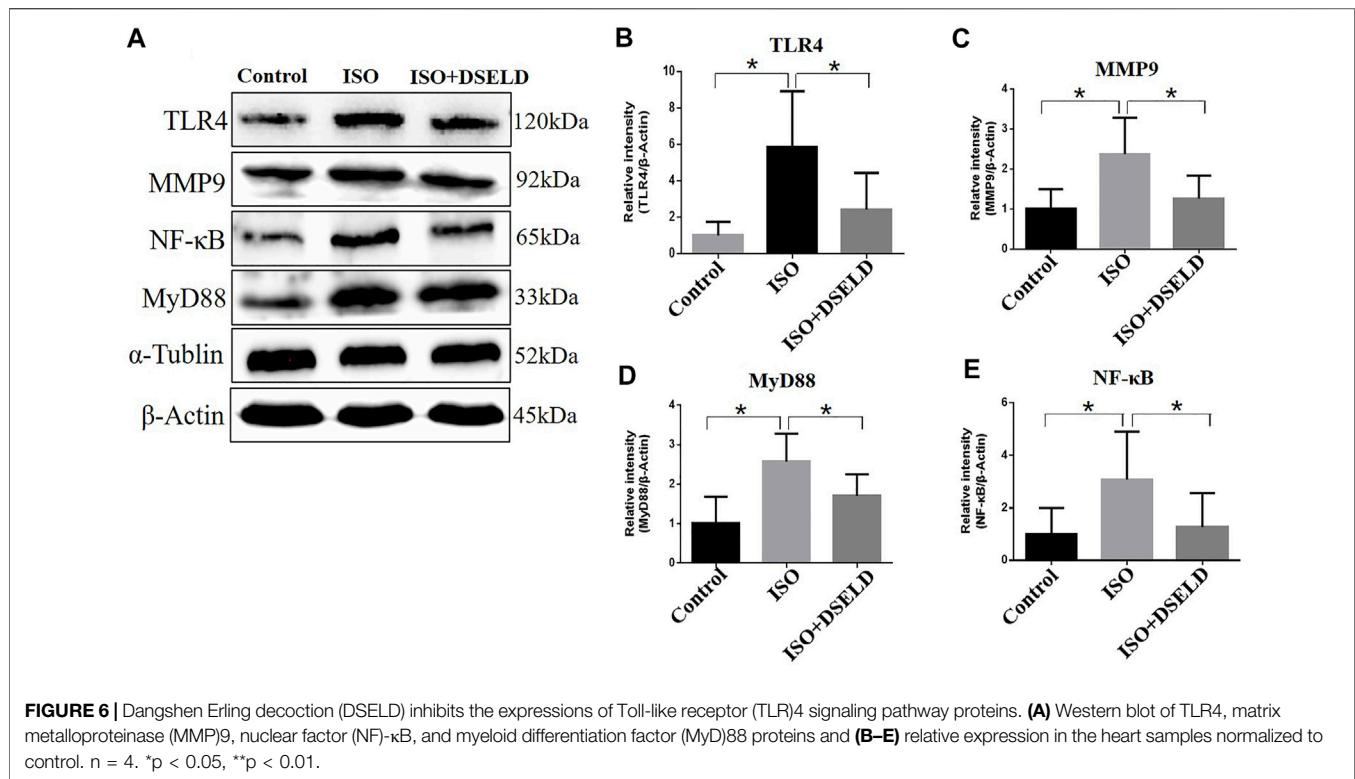 A
Control ISO ISO+DSELD
TLR4 120kDa
MMP9 92kDa
NF-κB 65kDa
MyD88 33kDa
α-Tublin 52kDa
β-Actin 45kDa
B
TLR4
* *
Relative intensity
(TLR4/β-Actin)
10
8
6
4
2
0
Control
ISO
ISO+DSELD
C
MMP9
* *
Relative intensity
(MMP9/β-Actin)
4
3
2
1
0
Control
ISO
ISO+DSELD
D
MyD88
* *
Relative intensity
(MyD88/β-Actin)
4
3
2
1
0
Control
ISO
ISO+DSELD
E
NF-κB
* *
Relative intensity
(NF-κB/β-Actin)
6
4
2
0
Control
ISO
ISO+DSELD
FIGURE 6 | Dangshen Erling decoction (DSELD) inhibits the expressions of Toll-like receptor (TLR)4 signaling pathway proteins. (A) Western blot of TLR4, matrix
metalloproteinase (MMP)9, nuclear factor (NF)-κB, and myeloid differentiation factor (MyD)88 proteins and (B–E) relative expression in the heart samples normalized to
control. n = 4. *p < 0.05, **p < 0.01.